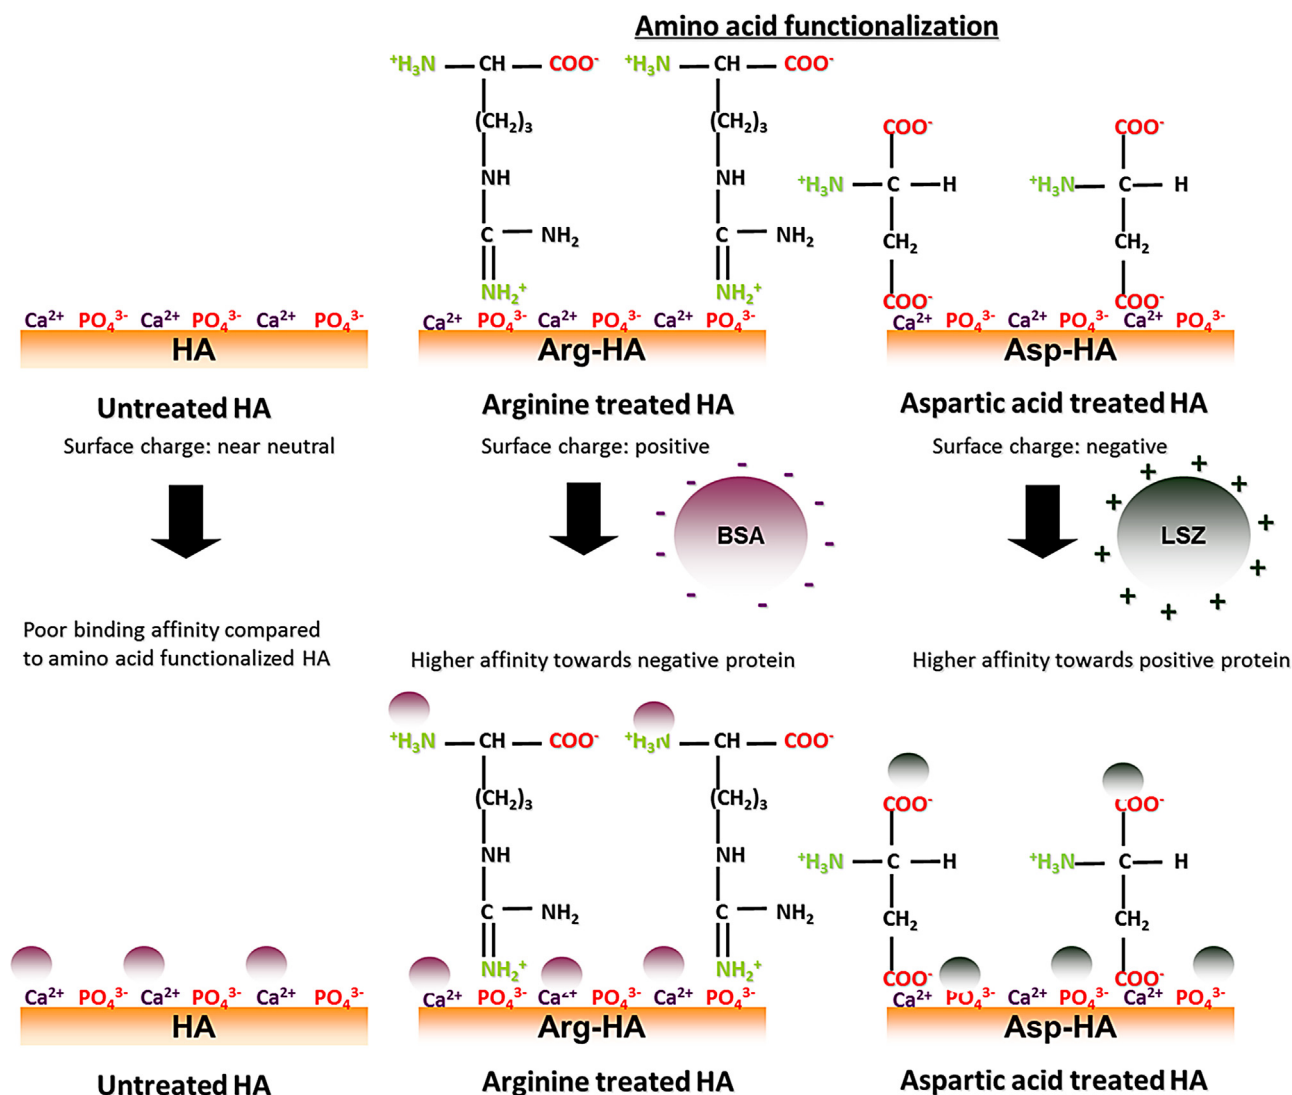 Amino acid functionalization
⁺H₃N CH COO⁻ ⁺H₃N CH COO⁻
(CH₂)₃ (CH₂)₃
COO⁻ COO⁻
NH NH
⁺H₃N C H ⁺H₃N C H
C NH₂ C NH₂
CH₂ CH₂
NH₂⁺ NH₂⁺
COO⁻ COO⁻
Ca²⁺ PO₄³⁻ Ca²⁺ PO₄³⁻ Ca²⁺ PO₄³⁻
Ca²⁺ PO₄³⁻ Ca²⁺ PO₄³⁻ Ca²⁺ PO₄³⁻
Ca²⁺ PO₄³⁻ Ca²⁺ PO₄³⁻ Ca²⁺ PO₄³⁻
HA Arg-HA Asp-HA
Untreated HA Arginine treated HA Aspartic acid treated HA
Surface charge: near neutral Surface charge: positive Surface charge: negative
- - - - - - - - - - -
BSA
+ + + + + + + + + + +
LSZ
Poor binding affinity compared
to amino acid functionalized HA
Higher affinity towards negative protein
Higher affinity towards positive protein
⁺H₃N CH COO⁻ ⁺H₃N CH COO⁻
(CH₂)₃ (CH₂)₃
COO⁻ COO⁻
NH NH
⁺H₃N C H ⁺H₃N C H
C NH₂ C NH₂
CH₂ CH₂
NH₂⁺ NH₂⁺
COO⁻ COO⁻
Ca²⁺ PO₄³⁻ Ca²⁺ PO₄³⁻ Ca²⁺ PO₄³⁻
Ca²⁺ PO₄³⁻ Ca²⁺ PO₄³⁻ Ca²⁺ PO₄³⁻
Ca²⁺ PO₄³⁻ Ca²⁺ PO₄³⁻ Ca²⁺ PO₄³⁻
HA Arg-HA Asp-HA
Untreated HA Arginine treated HA Aspartic acid treated HA